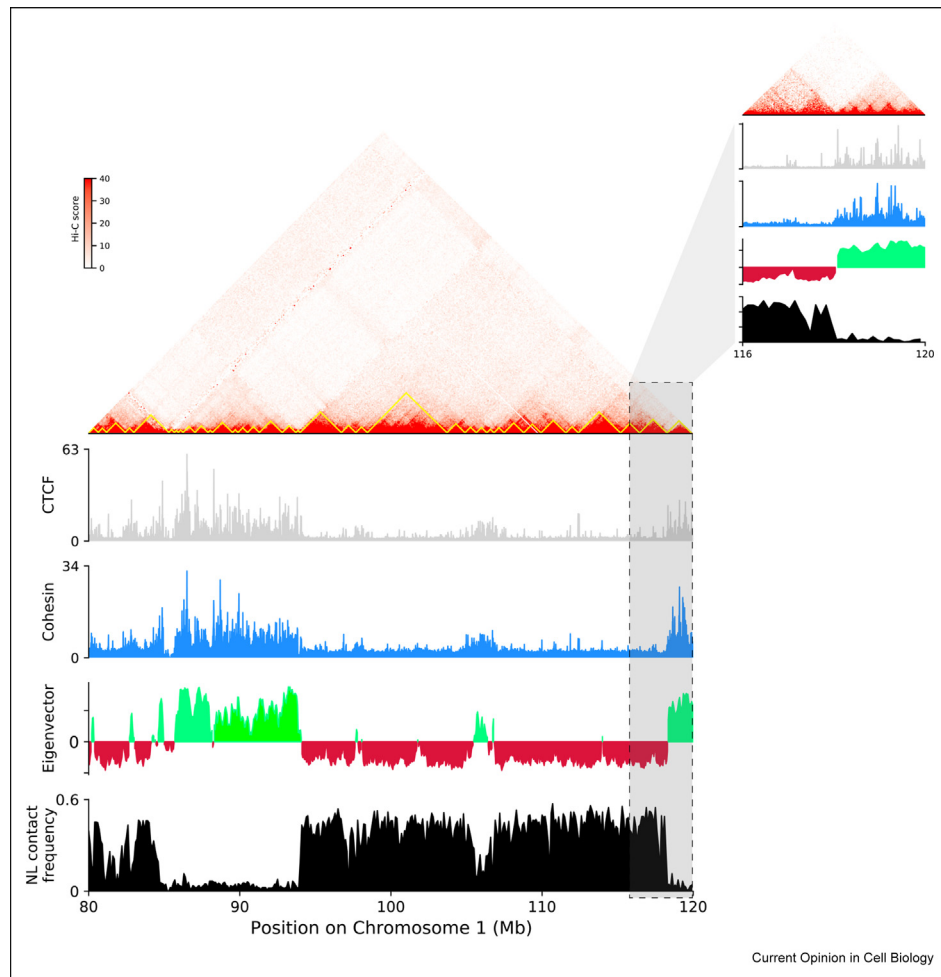 40
30
20
10
0
Hi-C score
116
120
63
CTCF
0
34
Cohesin
0
Eigenvector
0
0.6
NL contact
frequency
0
80
90
100
110
120
Position on Chromosome 1 (Mb)
Current Opinion in Cell Biology